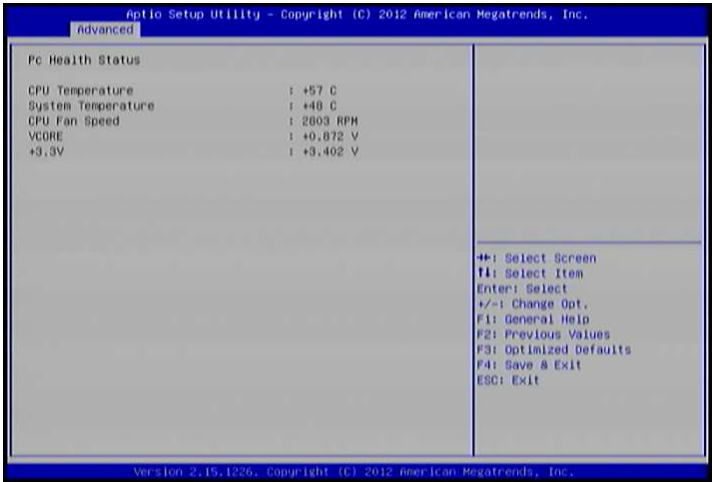 Aptio Setup Utility - Copyright (C) 2012 American Megatrends, Inc.
Advanced
Pc Health Status
CPU Temperature : +57 C
System Temperature : +48 C
CPU Fan Speed : 2803 RPM
VCORE : +0.872 V
+3.3V : +3.402 V
→←: Select Screen
↑↓: Select Item
Enter: Select
+/-: Change Opt.
F1: General Help
F2: Previous Values
F3: Optimized Defaults
F4: Save & Exit
ESC: Exit
Version 2.15.1226. Copyright (C) 2012 American Megatrends, Inc.